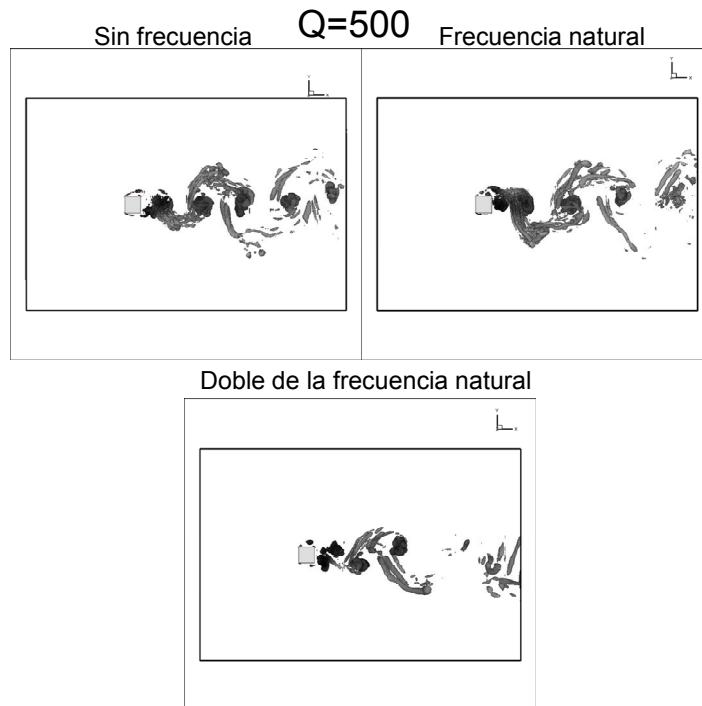 Q=500
Sin frecuencia
Frecuencia natural
Y
X
Y
X
Doble de la frecuencia natural
Y
X